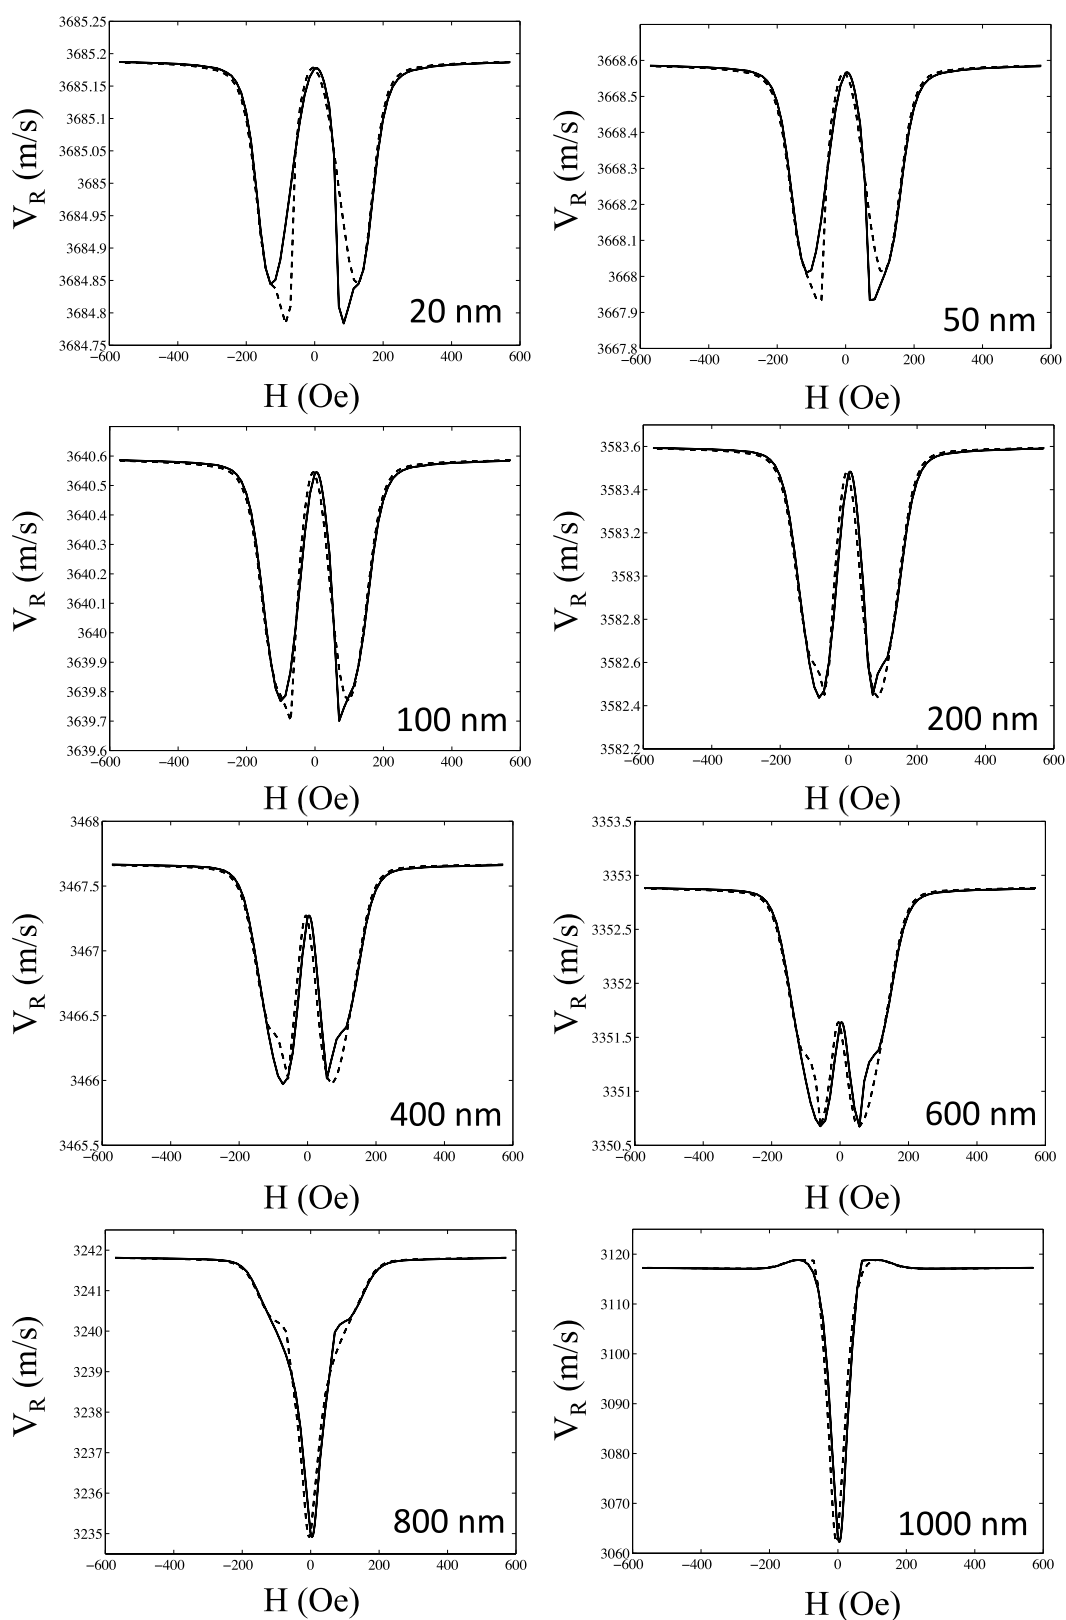 3685.25
3685.2
3685.15
3685.1
3685.05
3685
3684.95
3684.9
3684.85
3684.8
3684.75
V_R (m/s)
−600 −400 −200 0 200 400 600
H (Oe)
20 nm
3668.6
3668.5
3668.4
3668.3
3668.2
3668.1
3668
3667.9
3667.8
V_R (m/s)
−600 −400 −200 0 200 400 600
H (Oe)
50 nm
3640.6
3640.5
3640.4
3640.3
3640.2
3640.1
3640
3639.9
3639.8
3639.7
3639.6
V_R (m/s)
−600 −400 −200 0 200 400 600
H (Oe)
100 nm
3583.6
3583.4
3583.2
3583
3582.8
3582.6
3582.4
3582.2
V_R (m/s)
−600 −400 −200 0 200 400 600
H (Oe)
200 nm
3468
3467.5
3467
3466.5
3466
3465.5
V_R (m/s)
−600 −400 −200 0 200 400 600
H (Oe)
400 nm
3353.5
3353
3352.5
3352
3351.5
3351
3350.5
V_R (m/s)
−600 −400 −200 0 200 400 600
H (Oe)
600 nm
3242
3241
3240
3239
3238
3237
3236
3235
V_R (m/s)
−600 −400 −200 0 200 400 600
H (Oe)
800 nm
3120
3110
3100
3090
3080
3070
3060
V_R (m/s)
−600 −400 −200 0 200 400 600
H (Oe)
1000 nm